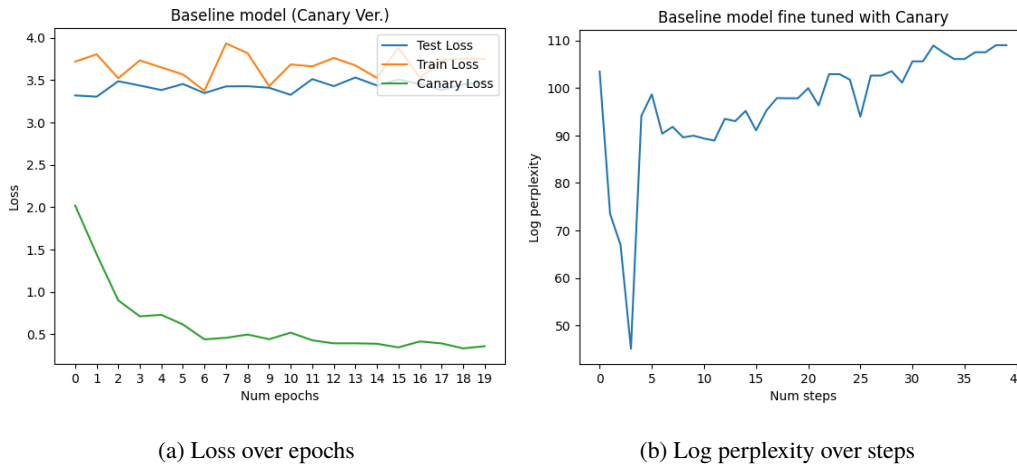 Baseline model (Canary Ver.)
4.0
3.5
3.0
2.5
2.0
1.5
1.0
0.5
Loss
Test Loss
Train Loss
Canary Loss
0 1 2 3 4 5 6 7 8 9 10 11 12 13 14 15 16 17 18 19
Num epochs
(a) Loss over epochs
Baseline model fine tuned with Canary
110
100
90
80
70
60
50
Log perplexity
0 5 10 15 20 25 30 35 4
Num steps
(b) Log perplexity over steps